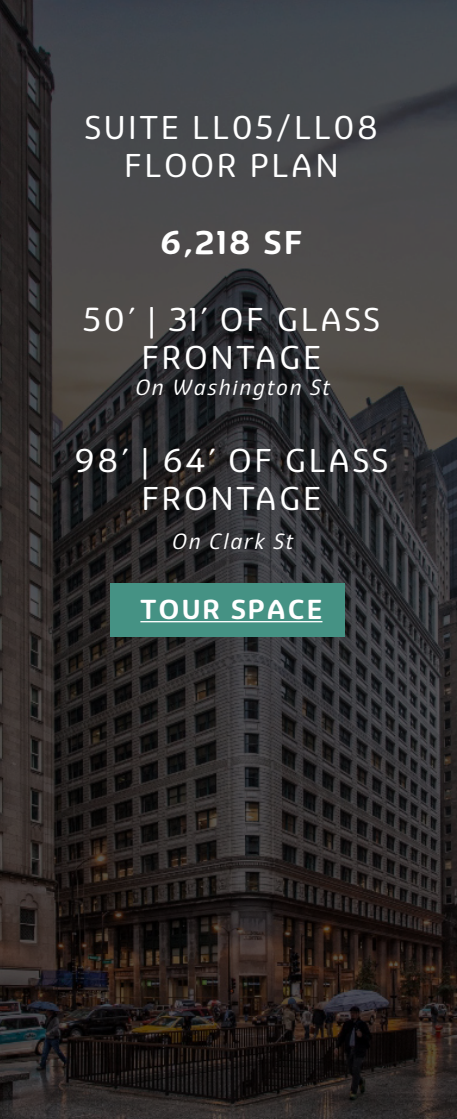 SUITE LL05/LL08
FLOOR PLAN
6,218 SF
50′ | 31′ OF GLASS
FRONTAGE
On Washington St
98′ | 64′ OF GLASS
FRONTAGE
On Clark St
TOUR SPACE